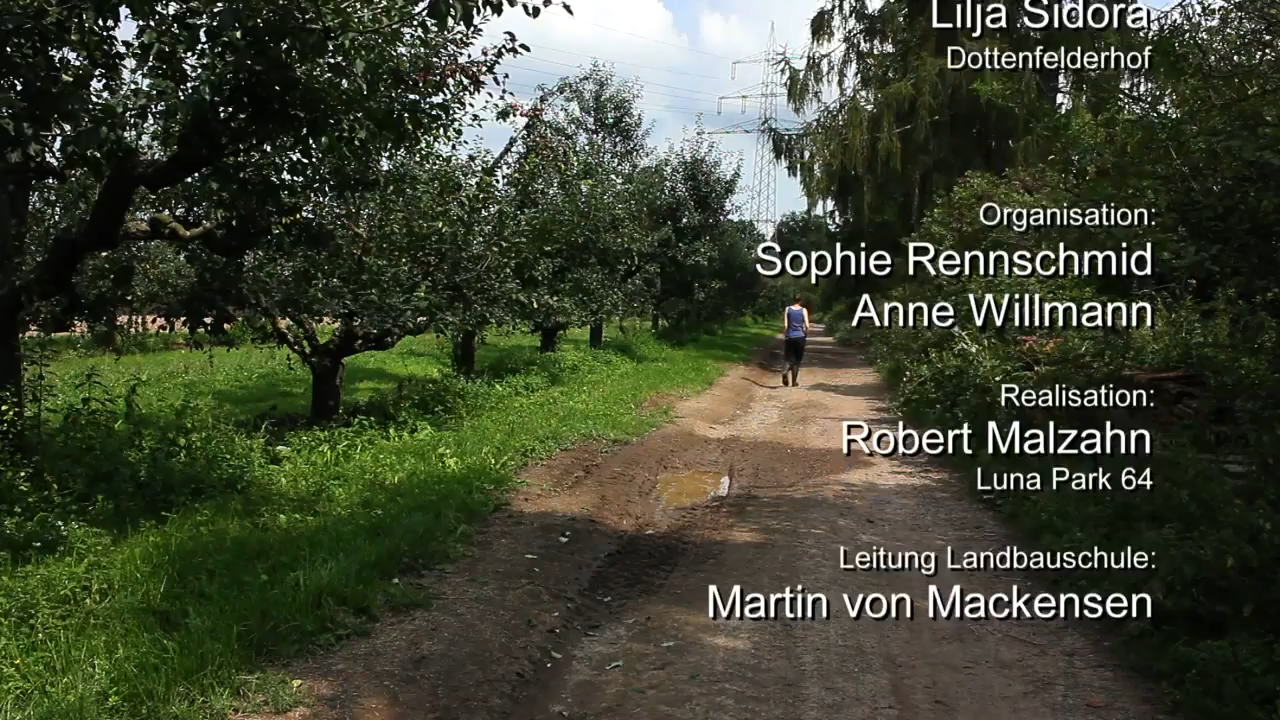 Lilja Sidora
Dottenfelderhof
Organisation:
Sophie Rennschmid
Anne Willmann
Realisation:
Robert Malzahn
Luna Park 64
Leitung Landbauschule:
Martin von Mackensen